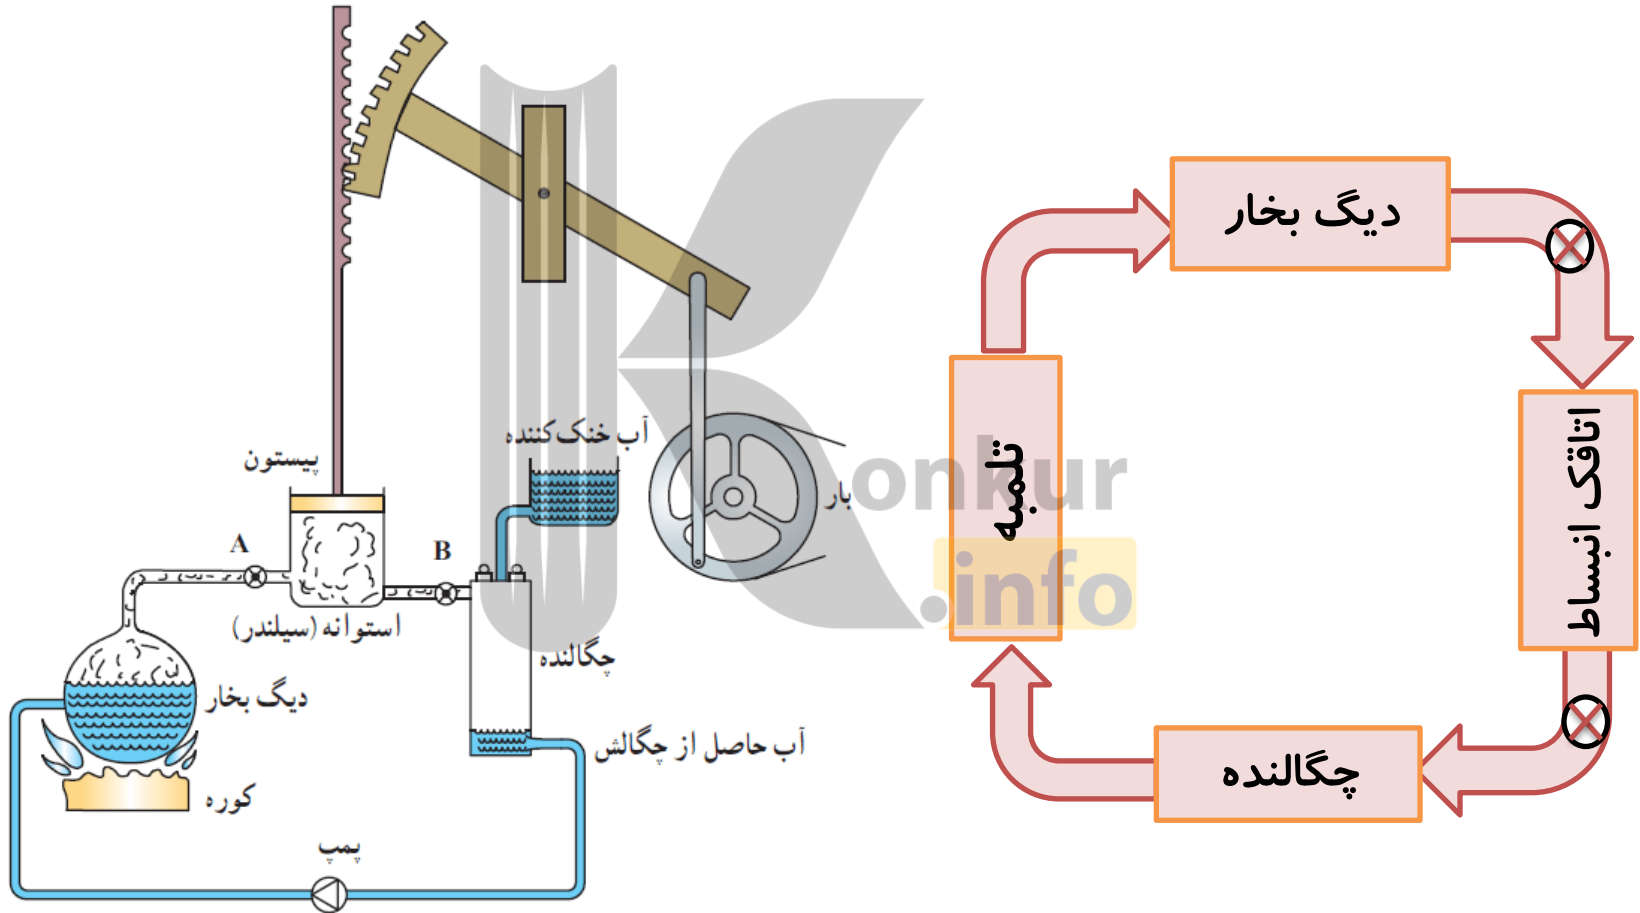 آب خنک‌کننده
پیستون
بار
A
B
استوانه (سیلندر)
چگالنده
دیگ بخار
آب حاصل از چگالش
کوره
پمپ
دیگ بخار
اتاقک انبساط
چگالنده
تلمبه
Konkur
.info